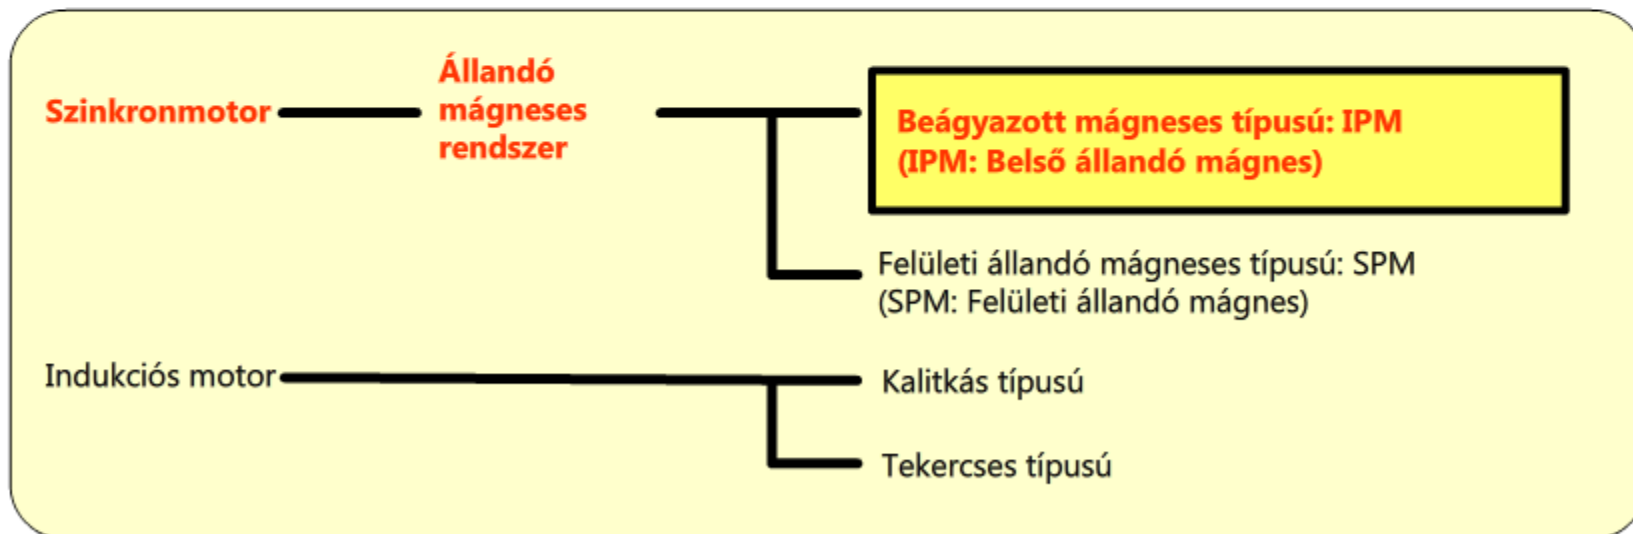 Szinkronmotor
Állandó
mágneses
rendszer
Beágyazott mágneses típusú: IPM
(IPM: Belső állandó mágnes)
Felületi állandó mágneses típusú: SPM
(SPM: Felületi állandó mágnes)
Indukciós motor
Kalitkás típusú
Tekercses típusú